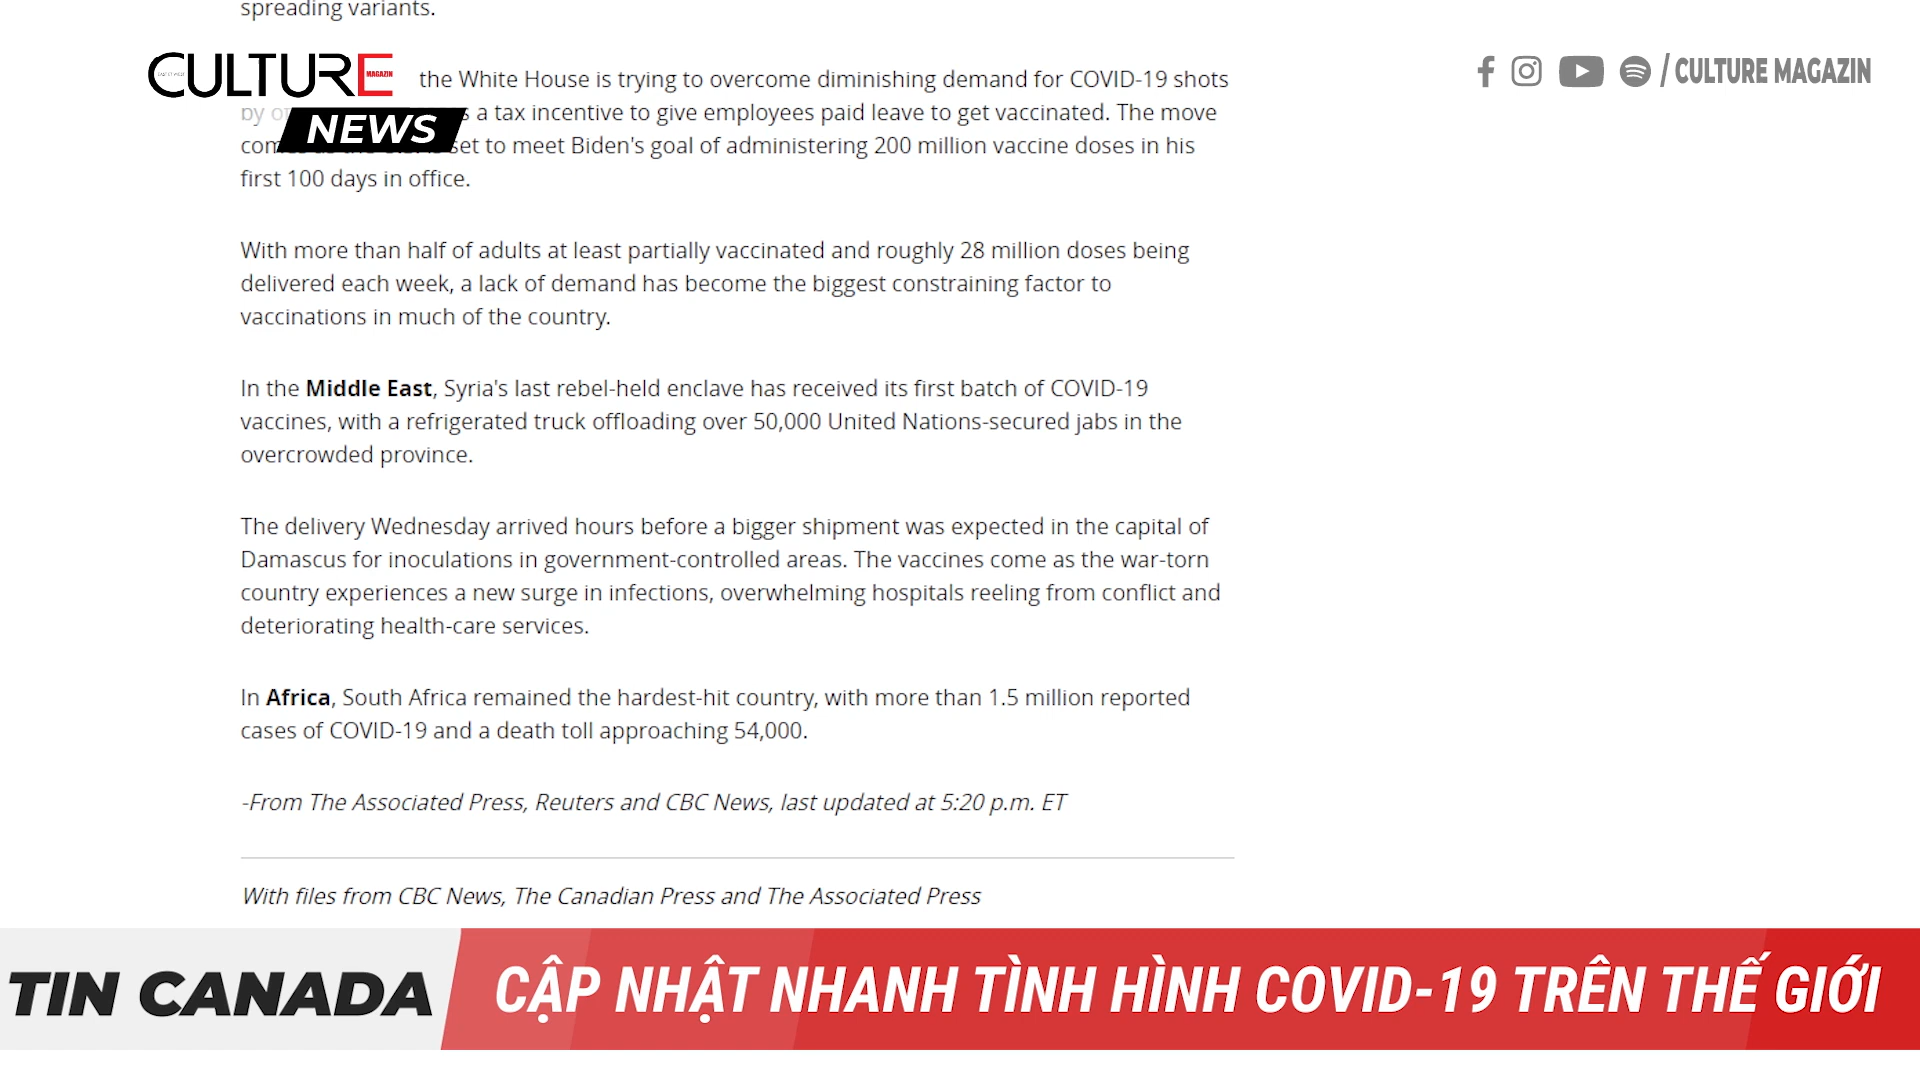 spreading variants.
CULTURE
MAGAZIN
NEWS
/ CULTURE MAGAZIN
the White House is trying to overcome diminishing demand for COVID-19 shots
by s a tax incentive to give employees paid leave to get vaccinated. The move
set to meet Biden's goal of administering 200 million vaccine doses in his
first 100 days in office.
With more than half of adults at least partially vaccinated and roughly 28 million doses being
delivered each week, a lack of demand has become the biggest constraining factor to
vaccinations in much of the country.
In the Middle East, Syria's last rebel-held enclave has received its first batch of COVID-19
vaccines, with a refrigerated truck offloading over 50,000 United Nations-secured jabs in the
overcrowded province.
The delivery Wednesday arrived hours before a bigger shipment was expected in the capital of
Damascus for inoculations in government-controlled areas. The vaccines come as the war-torn
country experiences a new surge in infections, overwhelming hospitals reeling from conflict and
deteriorating health-care services.
In Africa, South Africa remained the hardest-hit country, with more than 1.5 million reported
cases of COVID-19 and a death toll approaching 54,000.
-From The Associated Press, Reuters and CBC News, last updated at 5:20 p.m. ET
With files from CBC News, The Canadian Press and The Associated Press
TIN CANADA
CẬP NHẬT NHANH TÌNH HÌNH COVID-19 TRÊN THẾ GIỚI